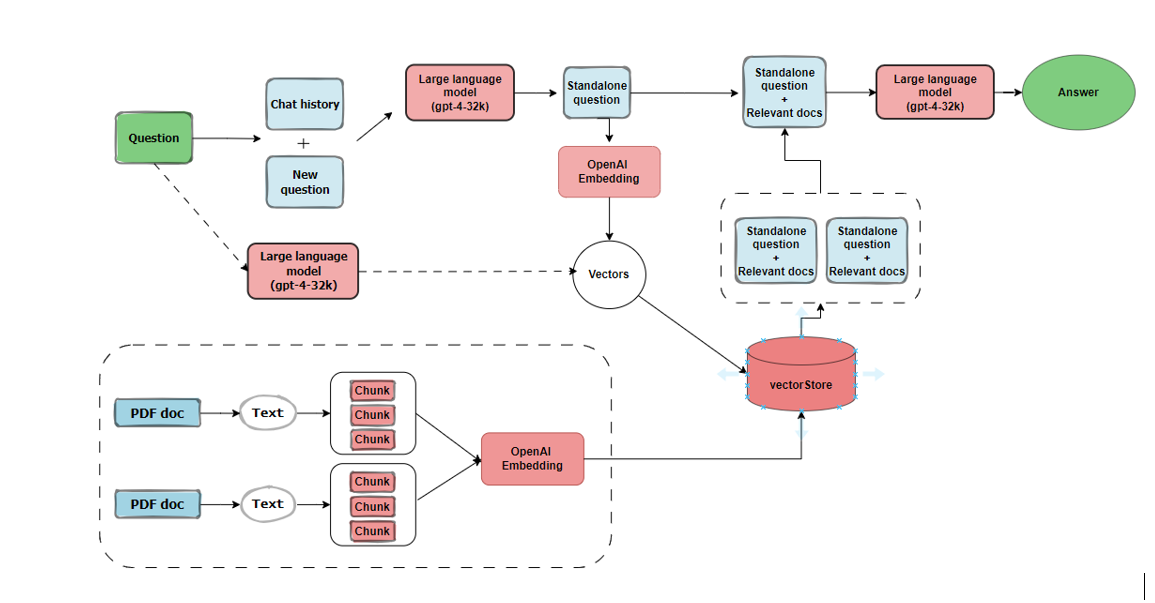 Question
Chat history
+
New
question
Large language
model
(gpt-4-32k)
Standalone
question
Standalone
question
+
Relevant docs
Large language
model
(gpt-4-32k)
Answer
OpenAI
Embedding
Large language
model
(gpt-4-32k)
Vectors
Standalone
question
+
Relevant docs
Standalone
question
+
Relevant docs
vectorStore
PDF doc
Text
Chunk
Chunk
Chunk
OpenAI
Embedding
PDF doc
Text
Chunk
Chunk
Chunk